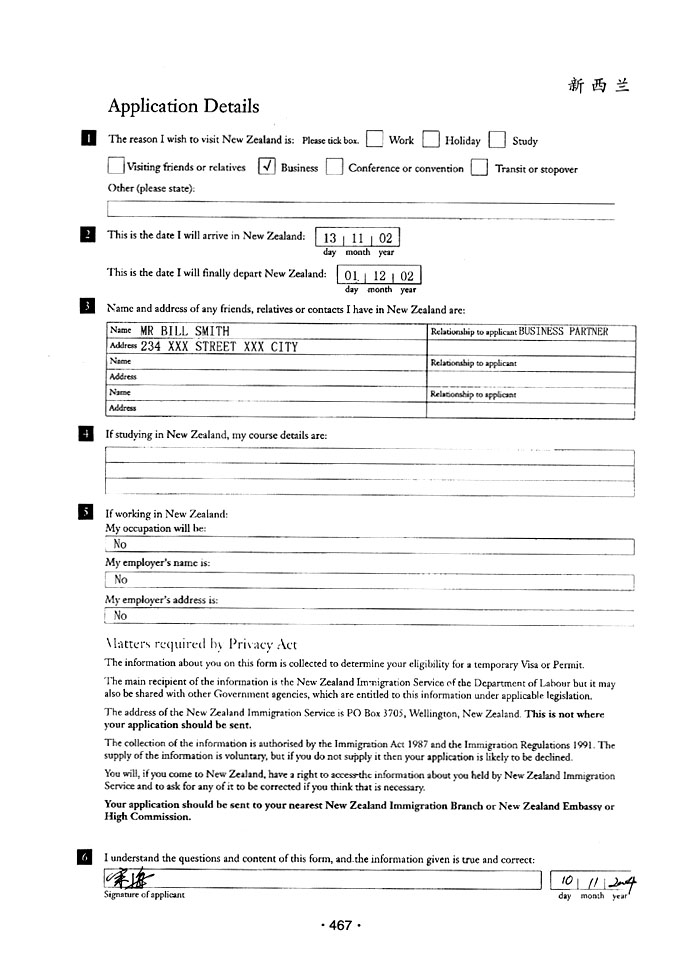 新西兰
Application Details
1 The reason I wish to visit New Zealand is: Please tick box. Work Holiday Study
Visiting friends or relatives √ Business Conference or convention Transit or stopover
Other (please state):
2 This is the date I will arrive in New Zealand: 13 11 02
day month year
This is the date I will finally depart New Zealand: 01 12 02
day month year
3 Name and address of any friends, relatives or contacts I have in New Zealand are:
Name MR BILL SMITH Relationship to applicant BUSINESS PARTNER
Address 234 XXX STREET XXX CITY
Name Relationship to applicant
Address
Name Relationship to applicant
Address
4 If studying in New Zealand, my course details are:
5 If working in New Zealand:
My occupation will be:
No
My employer's name is:
No
My employer's address is:
No
Matters required by Privacy Act
The information about you on this form is collected to determine your eligibility for a temporary Visa or Permit.
The main recipient of the information is the New Zealand Immigration Service of the Department of Labour but it may
also be shared with other Government agencies, which are entitled to this information under applicable legislation.
The address of the New Zealand Immigration Service is PO Box 3705, Wellington, New Zealand. This is not where
your application should be sent.
The collection of the information is authorised by the Immigration Act 1987 and the Immigration Regulations 1991. The
supply of the information is voluntary, but if you do not supply it then your application is likely to be declined.
You will, if you come to New Zealand, have a right to access the information about you held by New Zealand Immigration
Service and to ask for any of it to be corrected if you think that is necessary.
Your application should be sent to your nearest New Zealand Immigration Branch or New Zealand Embassy or
High Commission.
6 I understand the questions and content of this form, and the information given is true and correct:
10 11 2004
Signature of applicant day month year
· 467 ·